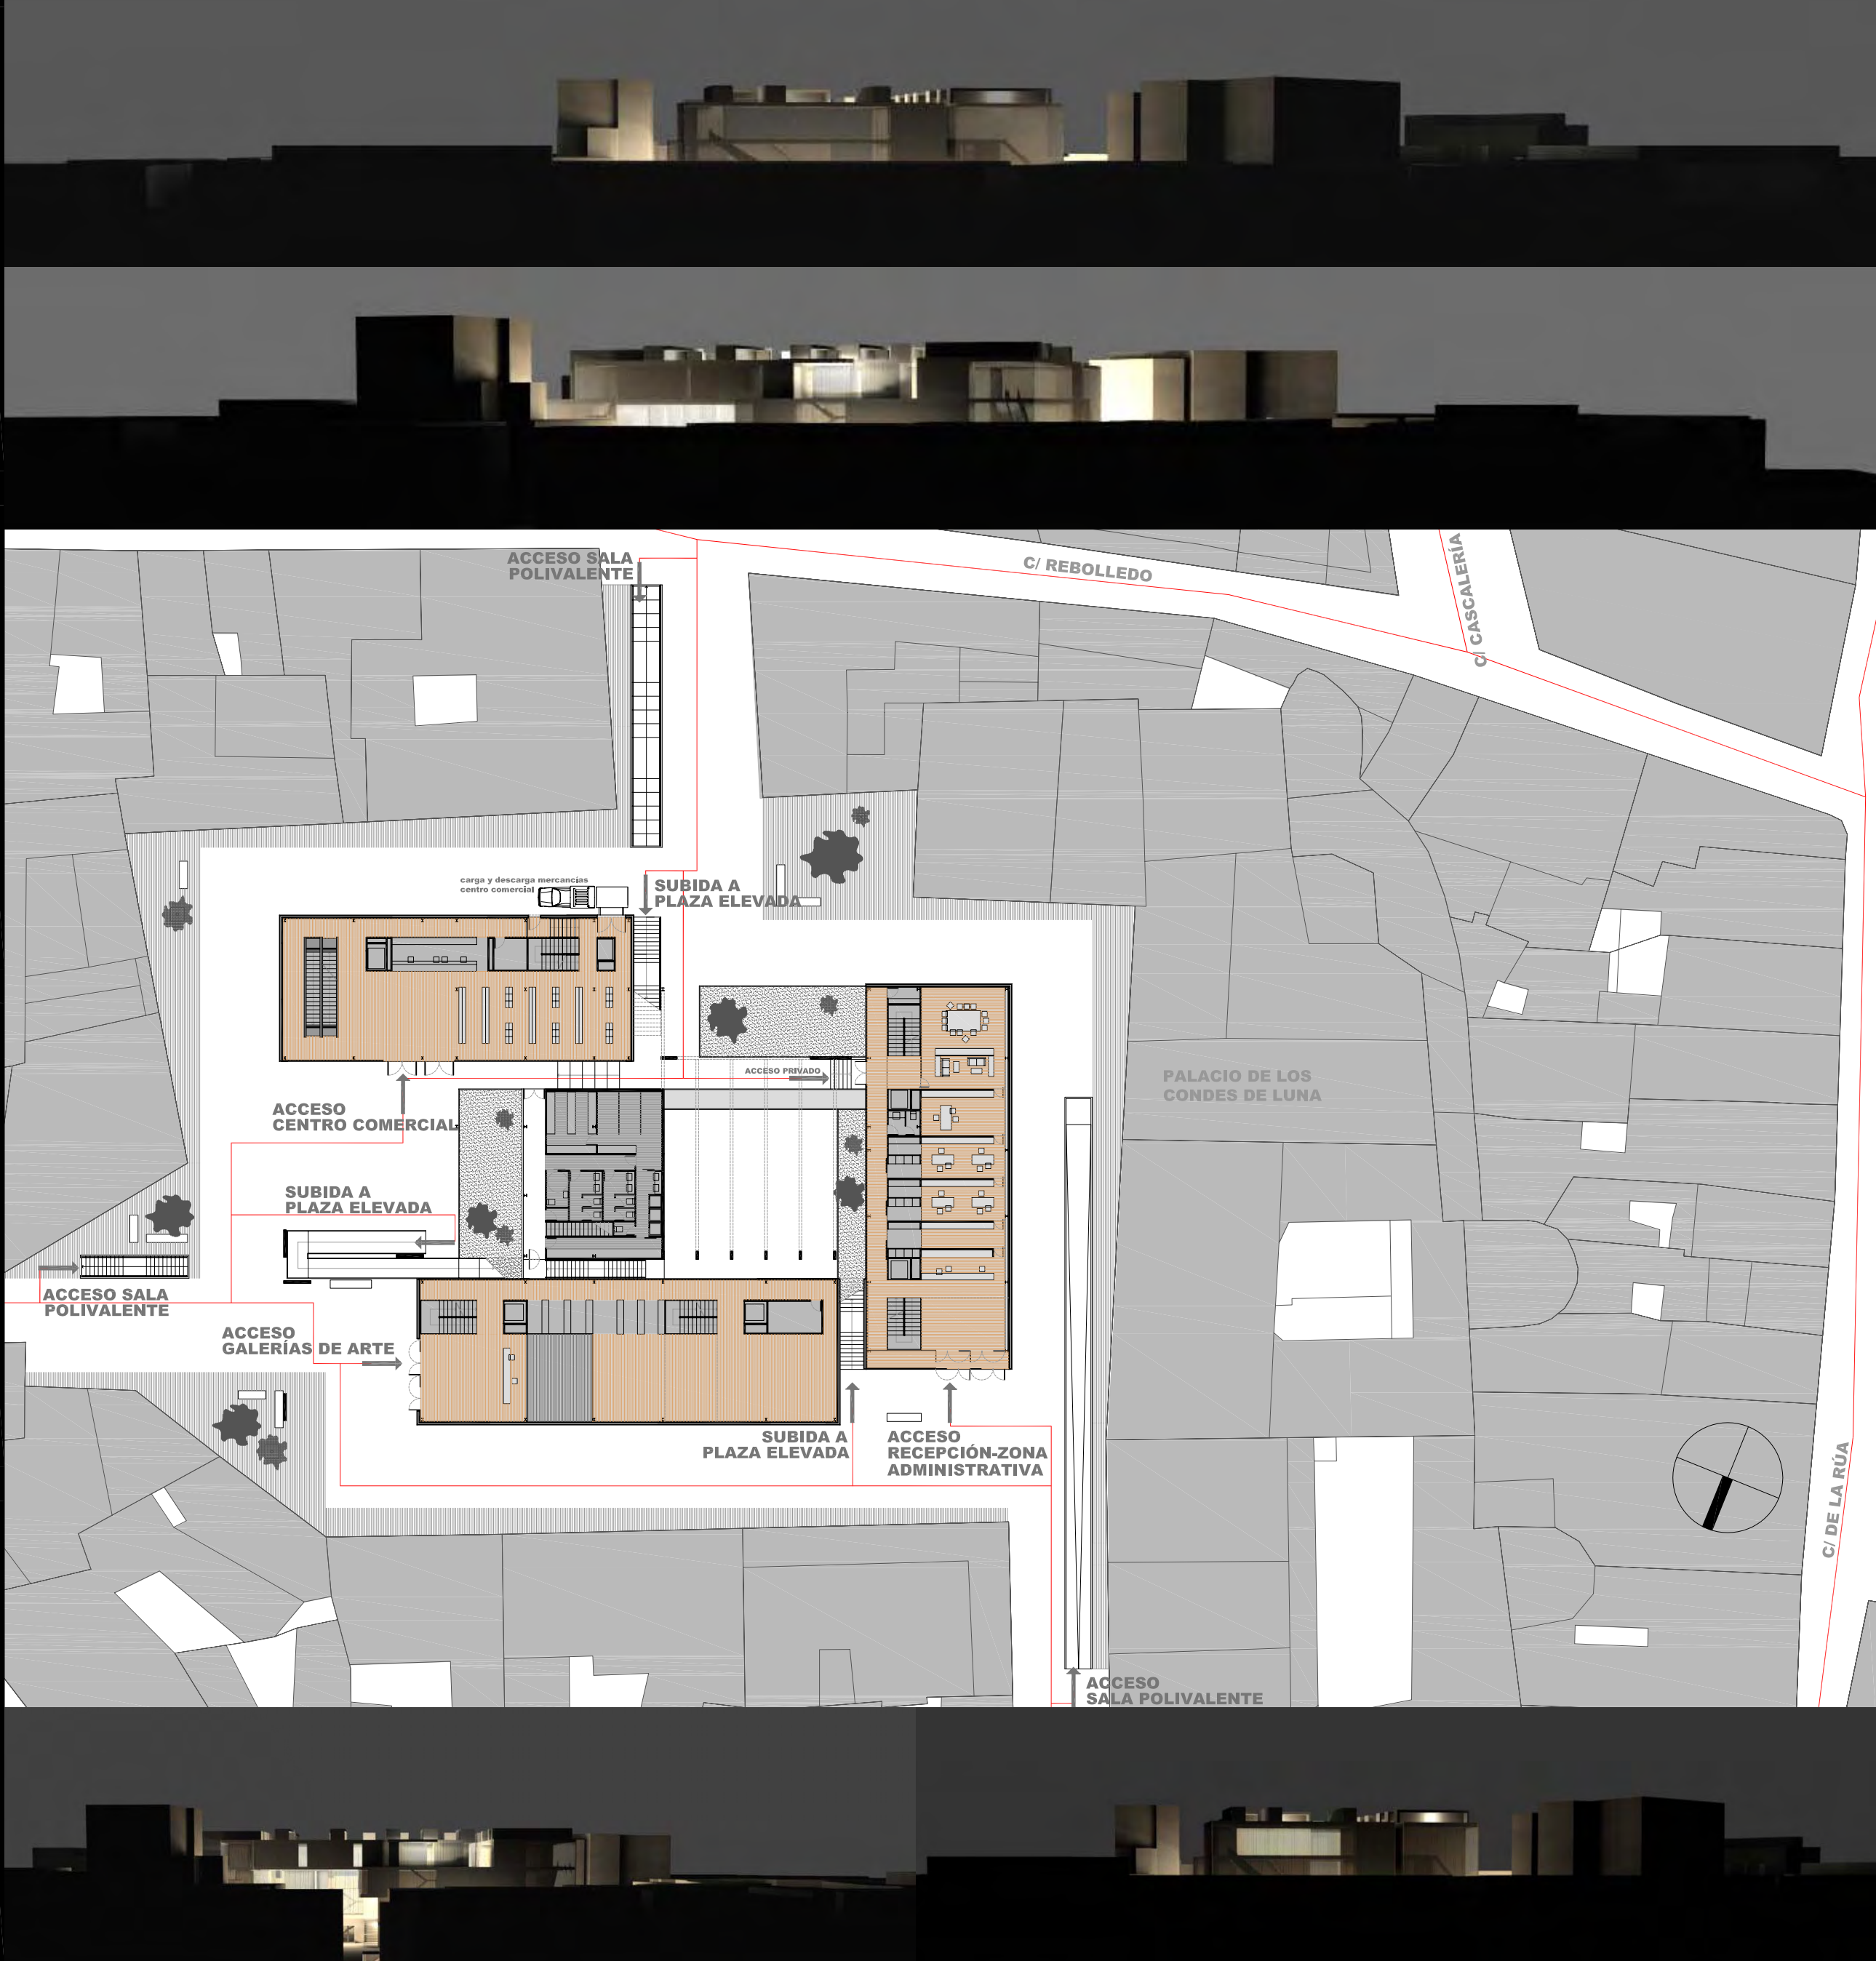 ACCESO SALA
POLIVALENTE
C/ REBOLLEDO
C/ CASCALERÍA
carga y descarga mercancías
centro comercial
SUBIDA A
PLAZA ELEVADA
ACCESO PRIVADO
PALACIO DE LOS
CONDES DE LUNA
ACCESO
CENTRO COMERCIAL
SUBIDA A
PLAZA ELEVADA
ACCESO SALA
POLIVALENTE
ACCESO
GALERÍAS DE ARTE
SUBIDA A
PLAZA ELEVADA
ACCESO
RECEPCIÓN-ZONA
ADMINISTRATIVA
C/ DE LA RÚA
ACCESO
SALA POLIVALENTE